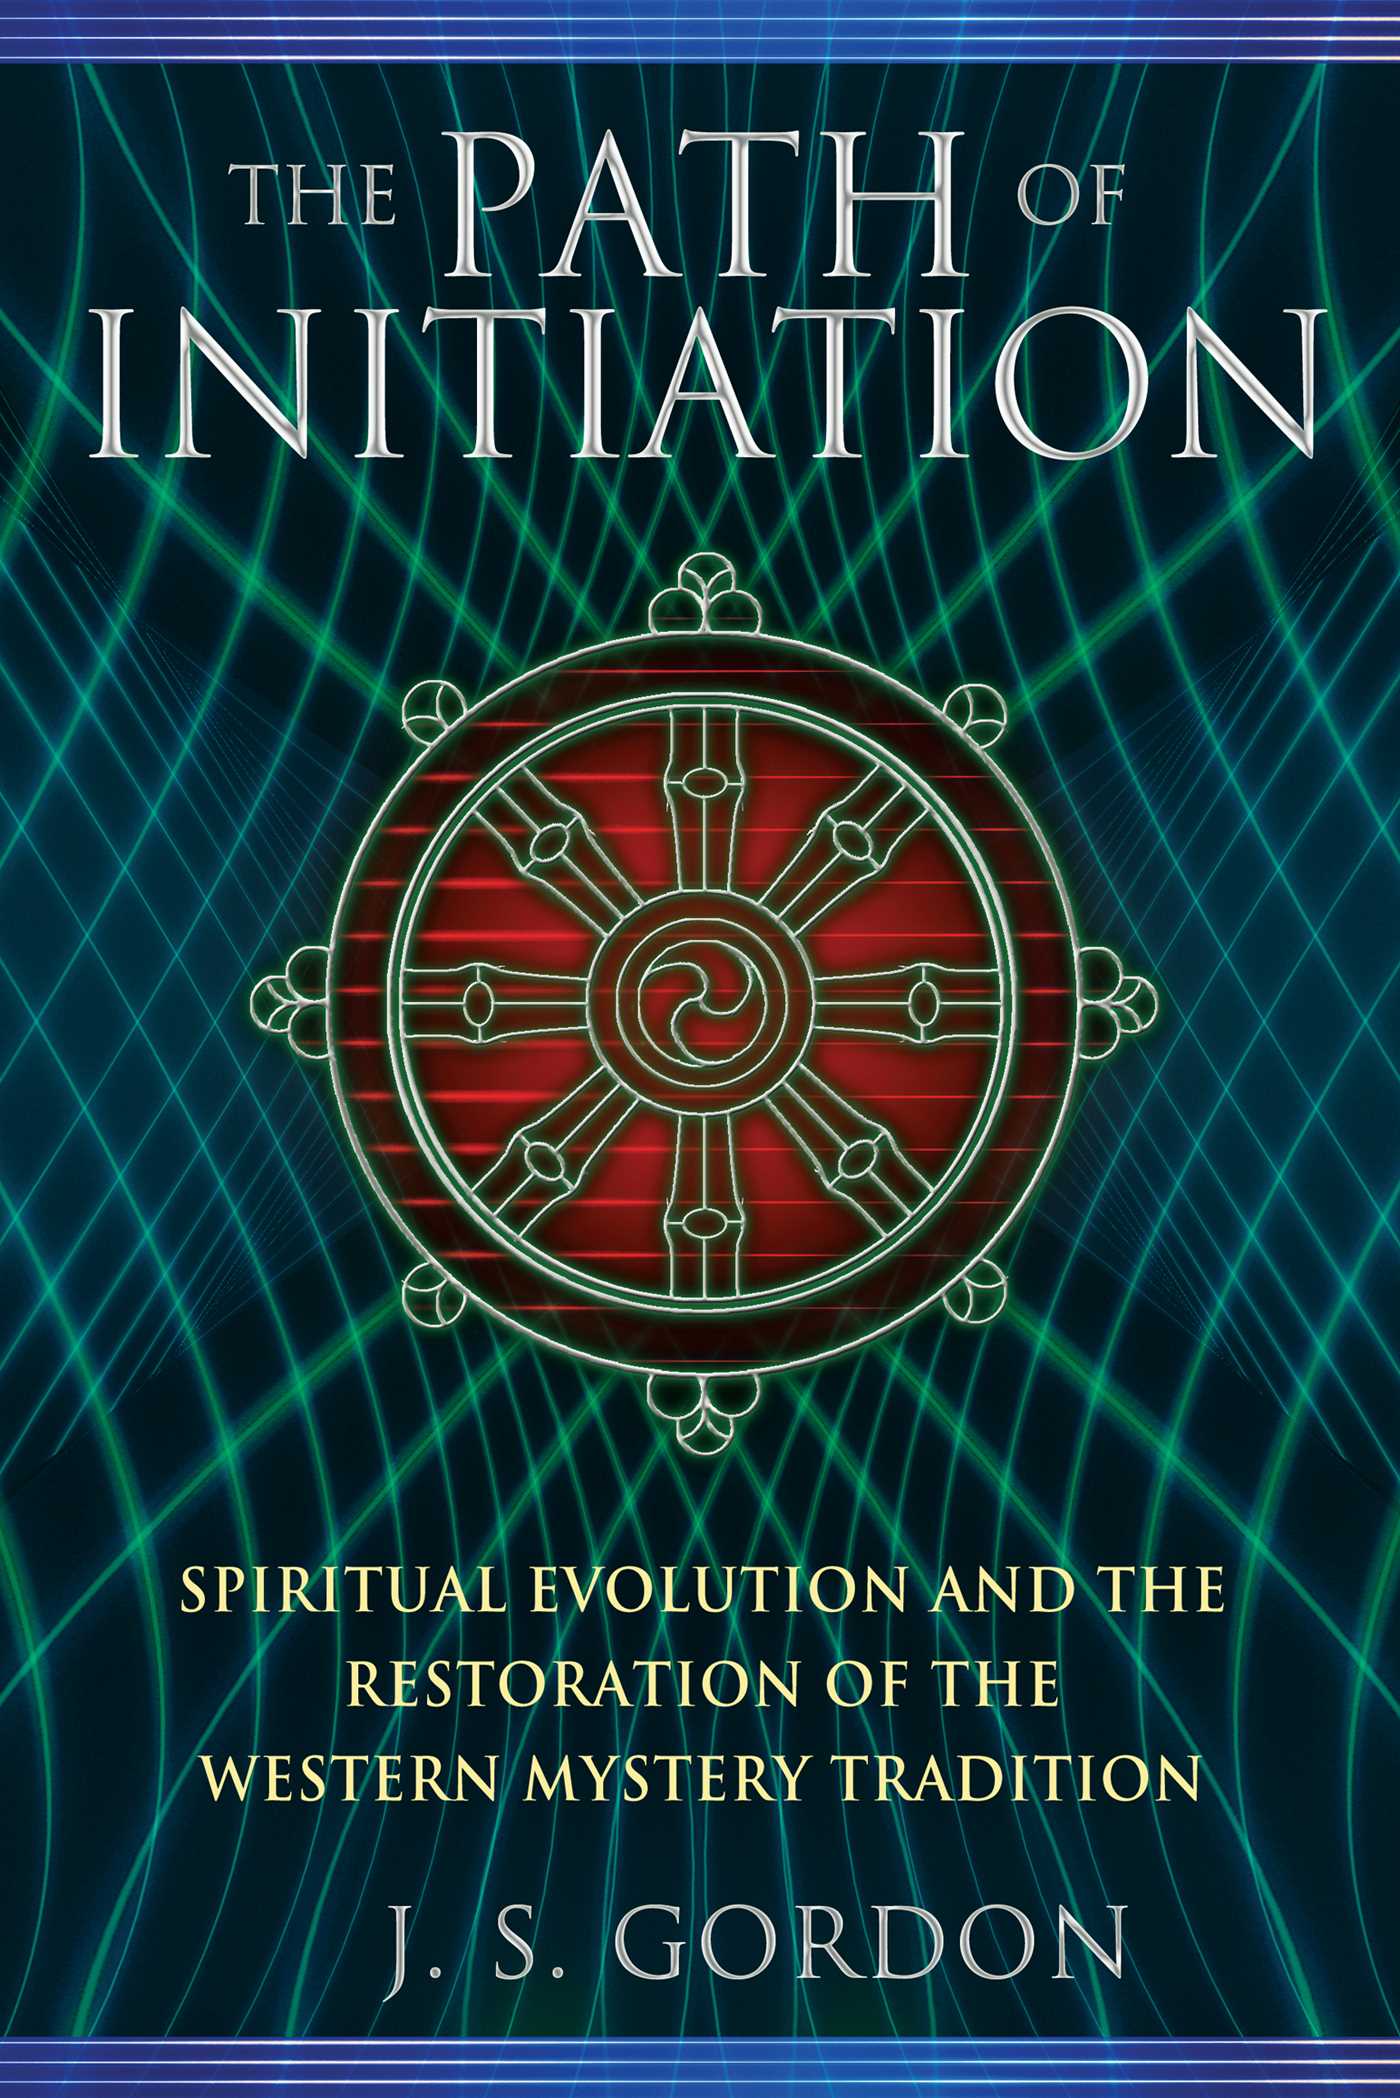 THE PATH OF
INITIATION
SPIRITUAL EVOLUTION AND THE
RESTORATION OF THE
WESTERN MYSTERY TRADITION
J. S. GORDON